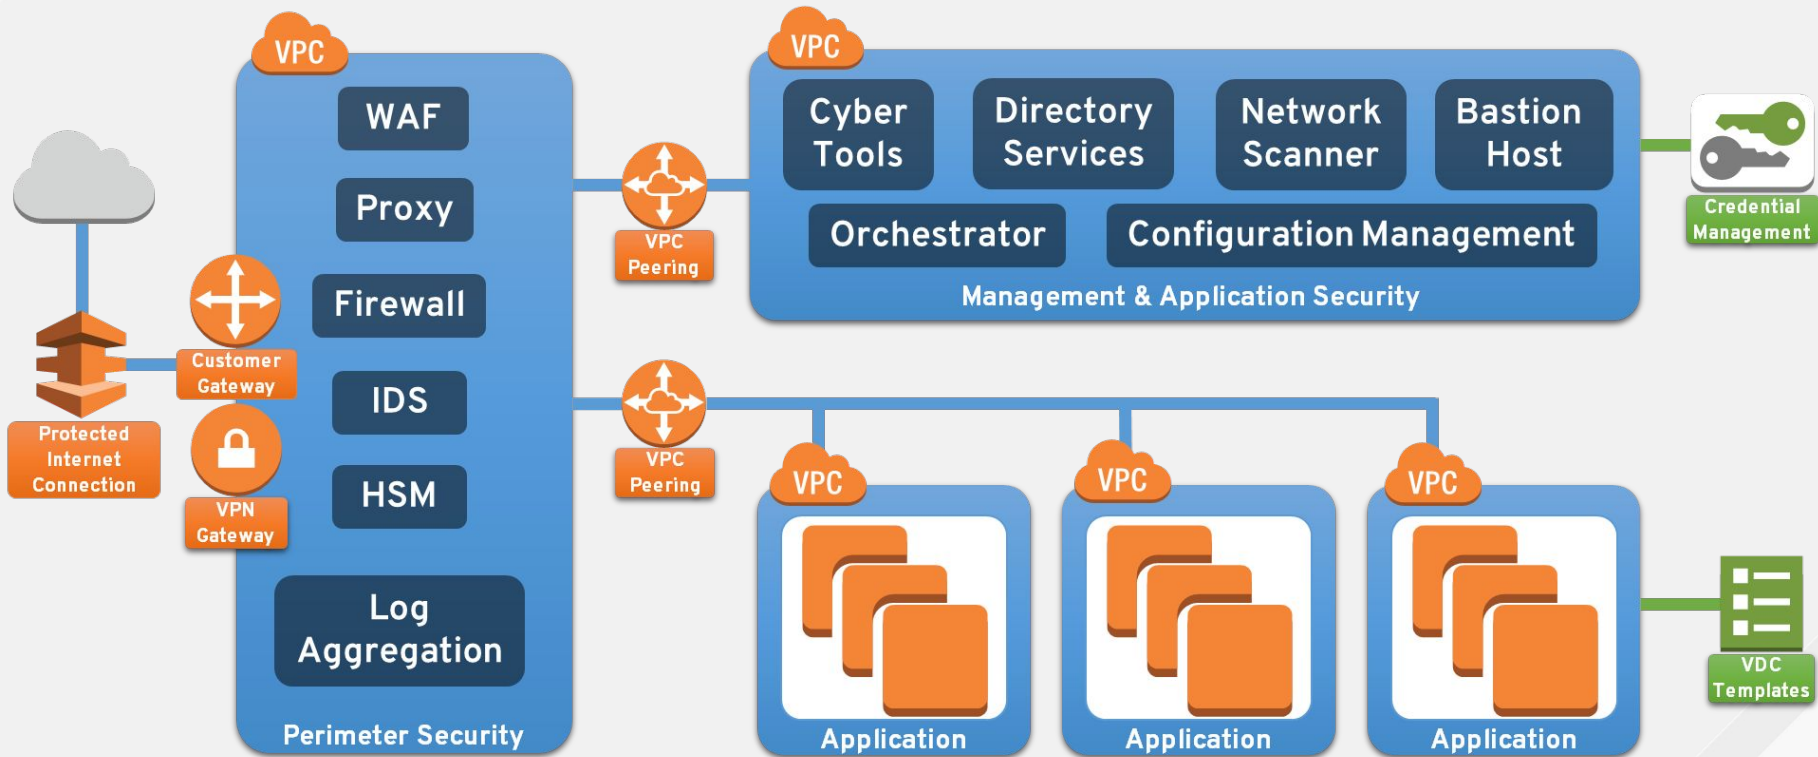 VPC
WAF
Proxy
Firewall
IDS
HSM
Log
Aggregation
Perimeter Security
Protected
Internet
Connection
Customer
Gateway
VPN
Gateway
VPC
Peering
VPC
Peering
VPC
Cyber
Tools
Directory
Services
Network
Scanner
Bastion
Host
Orchestrator
Configuration Management
Management & Application Security
Credential
Management
VPC
Application
VPC
Application
VPC
Application
VDC
Templates